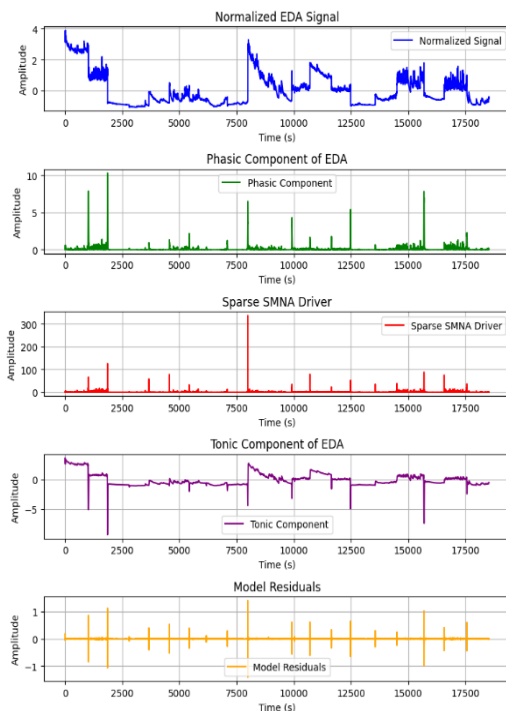 Normalized EDA Signal
4
2
0
Amplitude
Normalized Signal
0 2500 5000 7500 10000 12500 15000 17500
Time (s)
Phasic Component of EDA
10
5
0
Amplitude
Phasic Component
0 2500 5000 7500 10000 12500 15000 17500
Time (s)
Sparse SMNA Driver
300
200
100
0
Amplitude
Sparse SMNA Driver
0 2500 5000 7500 10000 12500 15000 17500
Time (s)
Tonic Component of EDA
0
−5
Amplitude
Tonic Component
0 2500 5000 7500 10000 12500 15000 17500
Time (s)
Model Residuals
1
0
−1
Amplitude
Model Residuals
0 2500 5000 7500 10000 12500 15000 17500
Time (s)